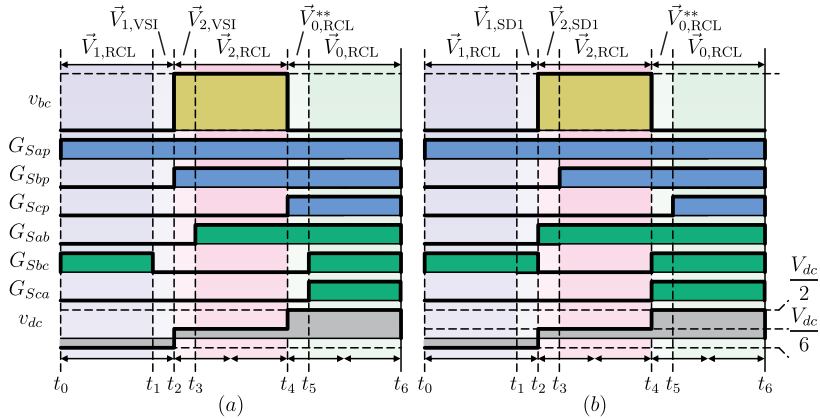 V⃗1,VSI V⃗2,VSI V⃗**0,RCL V⃗1,SD1 V⃗2,SD1 V⃗**0,RCL
V⃗1,RCL V⃗2,RCL V⃗0,RCL V⃗1,RCL V⃗2,RCL V⃗0,RCL
vbc
GSap
GSbp
GScp
GSab
GSbc
GSca
vdc
Vdc/2
Vdc/6
t0 t1 t2 t3 t4 t5 t6 t0 t1 t2 t3 t4 t5 t6
(a) (b)